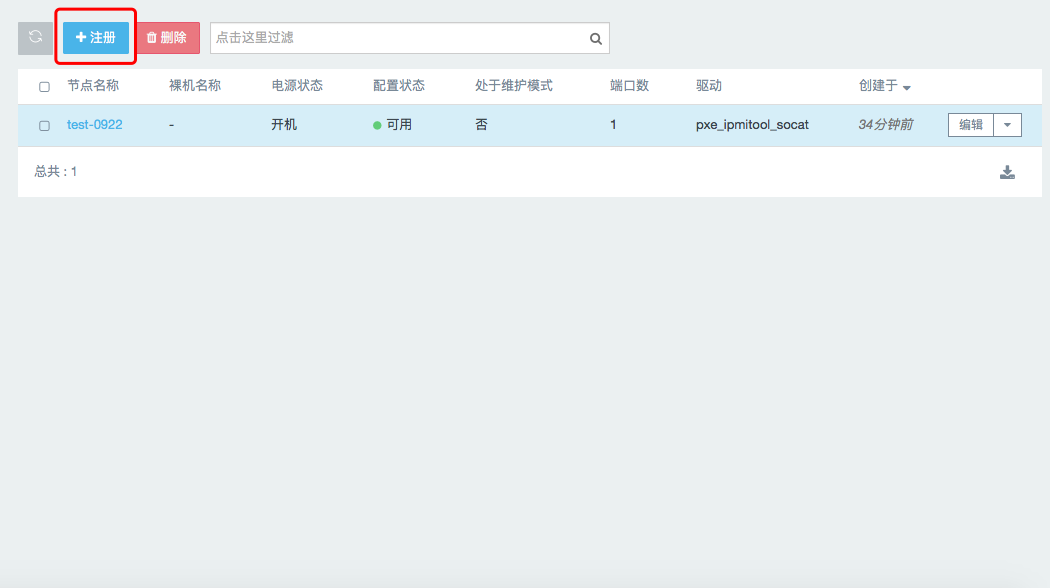 注册 删除 点击这里过滤
节点名称 裸机名称 电源状态 配置状态 处于维护模式 端口数 驱动 创建于
test-0922 - 开机 可用 否 1 pxe_ipmitool_socat 34分钟前 编辑
总共 : 1